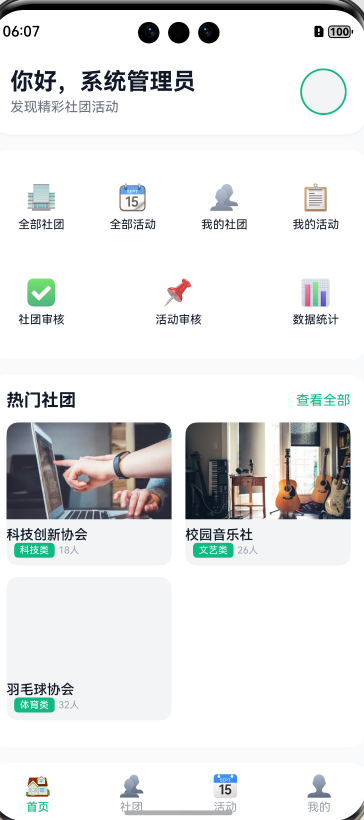 06:07
100
你好，系统管理员
发现精彩社团活动
SEPT
15
全部社团
全部活动
我的社团
我的活动
社团审核
活动审核
数据统计
热门社团
查看全部
科技创新协会
科技类 18人
校园音乐社
文艺类 26人
羽毛球协会
体育类 32人
SEPT
15
首页
社团
活动
我的